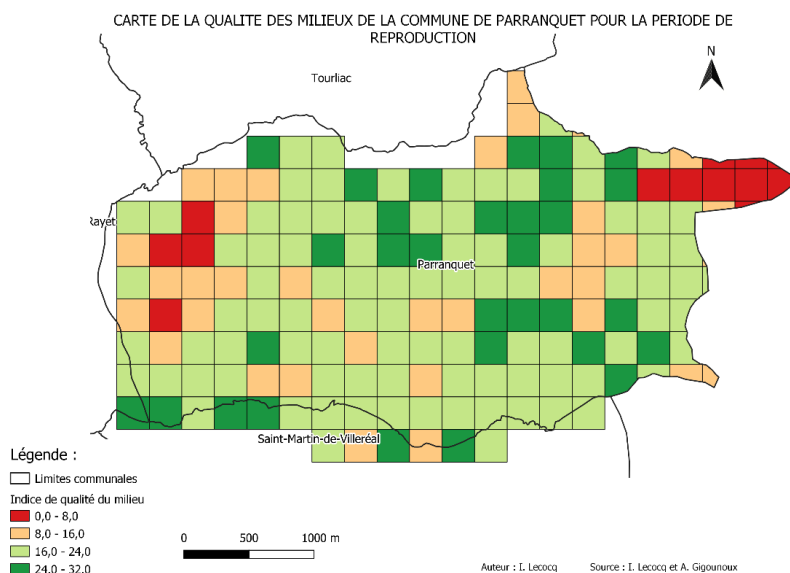 CARTE DE LA QUALITE DES MILIEUX DE LA COMMUNE DE PARRANQUET POUR LA PERIODE DE
REPRODUCTION
N
Tourliac
Rayet
Parranquet
Saint-Martin-de-Villeréal
Légende :
Limites communales
Indice de qualité du milieu
0,0 - 8,0
8,0 - 16,0
16,0 - 24,0
24,0 - 32,0
0 500 1000 m
Auteur : I. Lecocq Source : I. Lecocq et A. Gigounoux